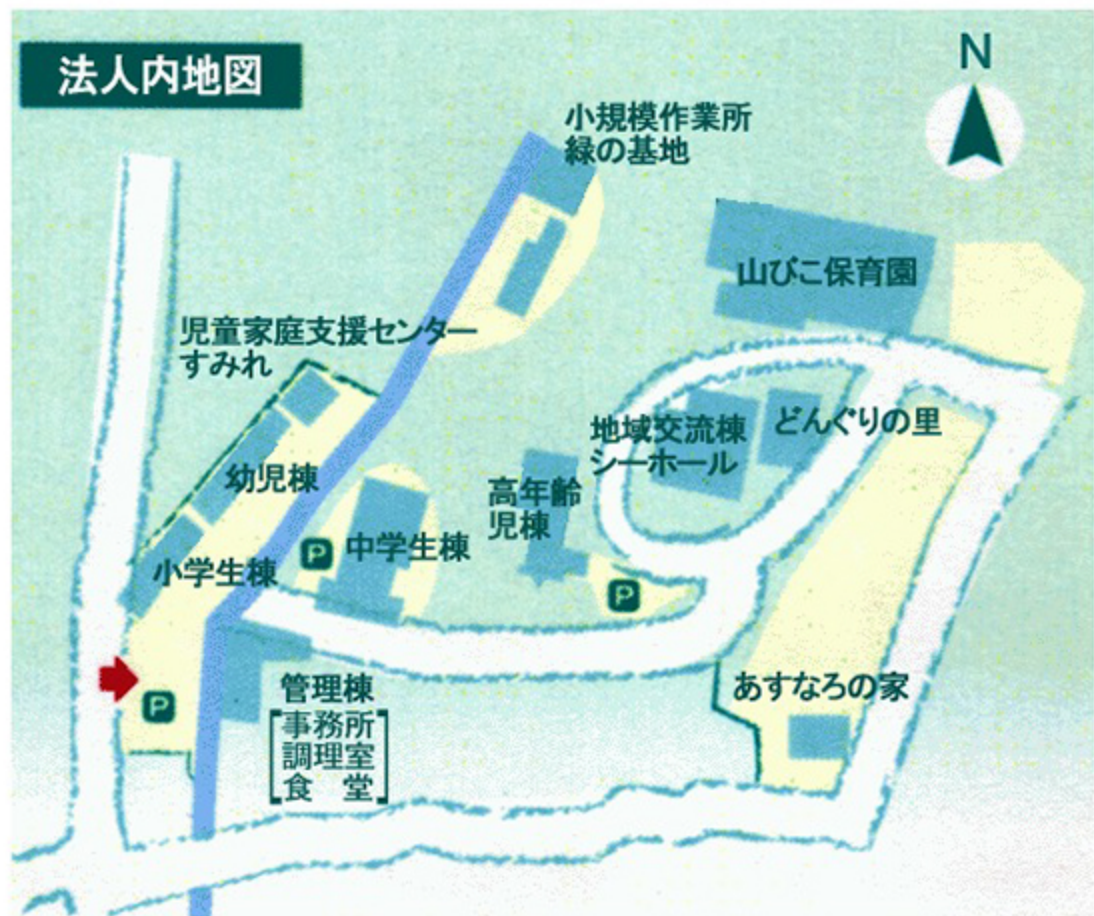 法人内地図
N
小規模作業所
緑の基地
山びこ保育園
児童家庭支援センター
すみれ
地域交流棟
シーホール
どんぐりの里
幼児棟
高年齢
児棟
P
中学生棟
小学生棟
P
あすなろの家
P
管理棟
[事務所
調理室
食　堂]